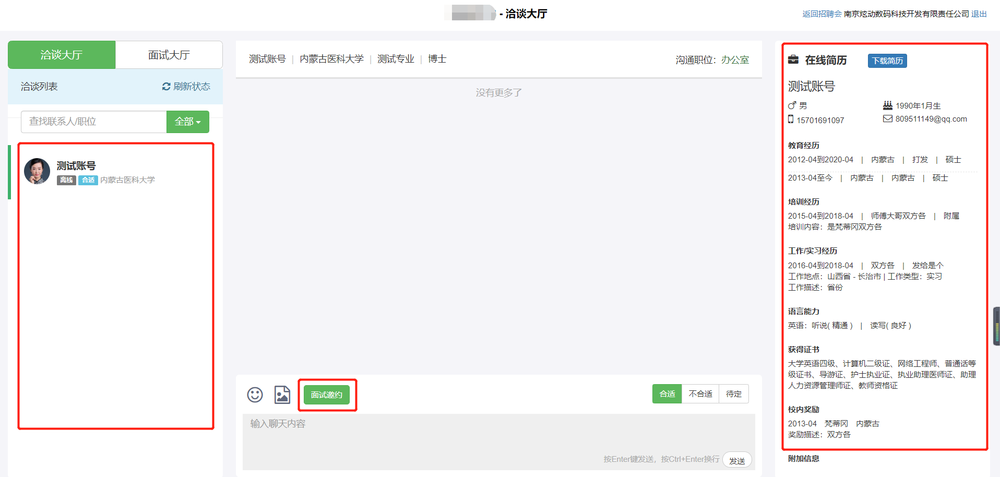 - 洽谈大厅
返回招聘会 南京炫动数码科技开发有限责任公司 退出
洽谈大厅 面试大厅
洽谈列表 刷新状态
查找联系人/职位 全部
测试账号
离线 合适 内蒙古医科大学
测试账号 | 内蒙古医科大学 | 测试专业 | 博士 沟通职位：办公室
没有更多了
面试邀约 合适 不合适 待定
输入聊天内容
按Enter键发送，按Ctrl+Enter换行 发送
在线简历 下载简历
测试账号
男 1990年1月生
15701691097 809511149@qq.com
教育经历
2012-04到2020-04 | 内蒙古 | 打发 | 硕士
2013-04至今 | 内蒙古 | 内蒙古 | 硕士
培训经历
2015-04到2018-04 | 师傅大哥双方各 | 附属
培训内容：是梵蒂冈双方各
工作/实习经历
2016-04到2018-04 | 双方各 | 发给是个
工作地点：山西省 - 长治市 | 工作类型：实习
工作描述：省份
语言能力
英语：听说( 精通 ) | 读写( 良好 )
获得证书
大学英语四级、计算机二级证、网络工程师、普通话等
级证书、导游证、护士执业证、执业助理医师证、助理
人力资源管理师证、教师资格证
校内奖励
2013-04 梵蒂冈 内蒙古
奖励描述：双方各
附加信息